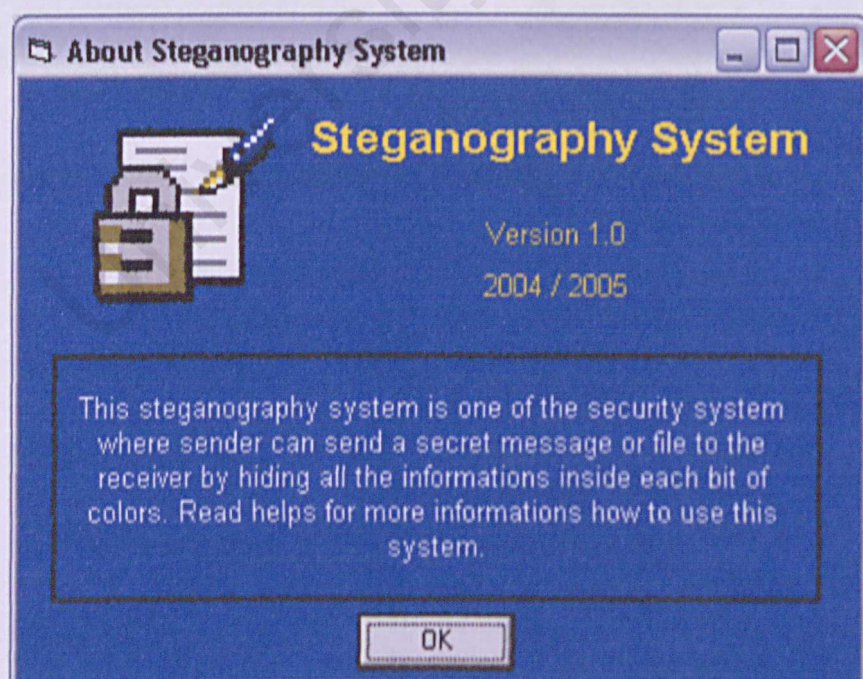 About Steganography System
Steganography System
Version 1.0
2004 / 2005
This steganography system is one of the security system
where sender can send a secret message or file to the
receiver by hiding all the informations inside each bit of
colors. Read helps for more informations how to use this
system.
OK